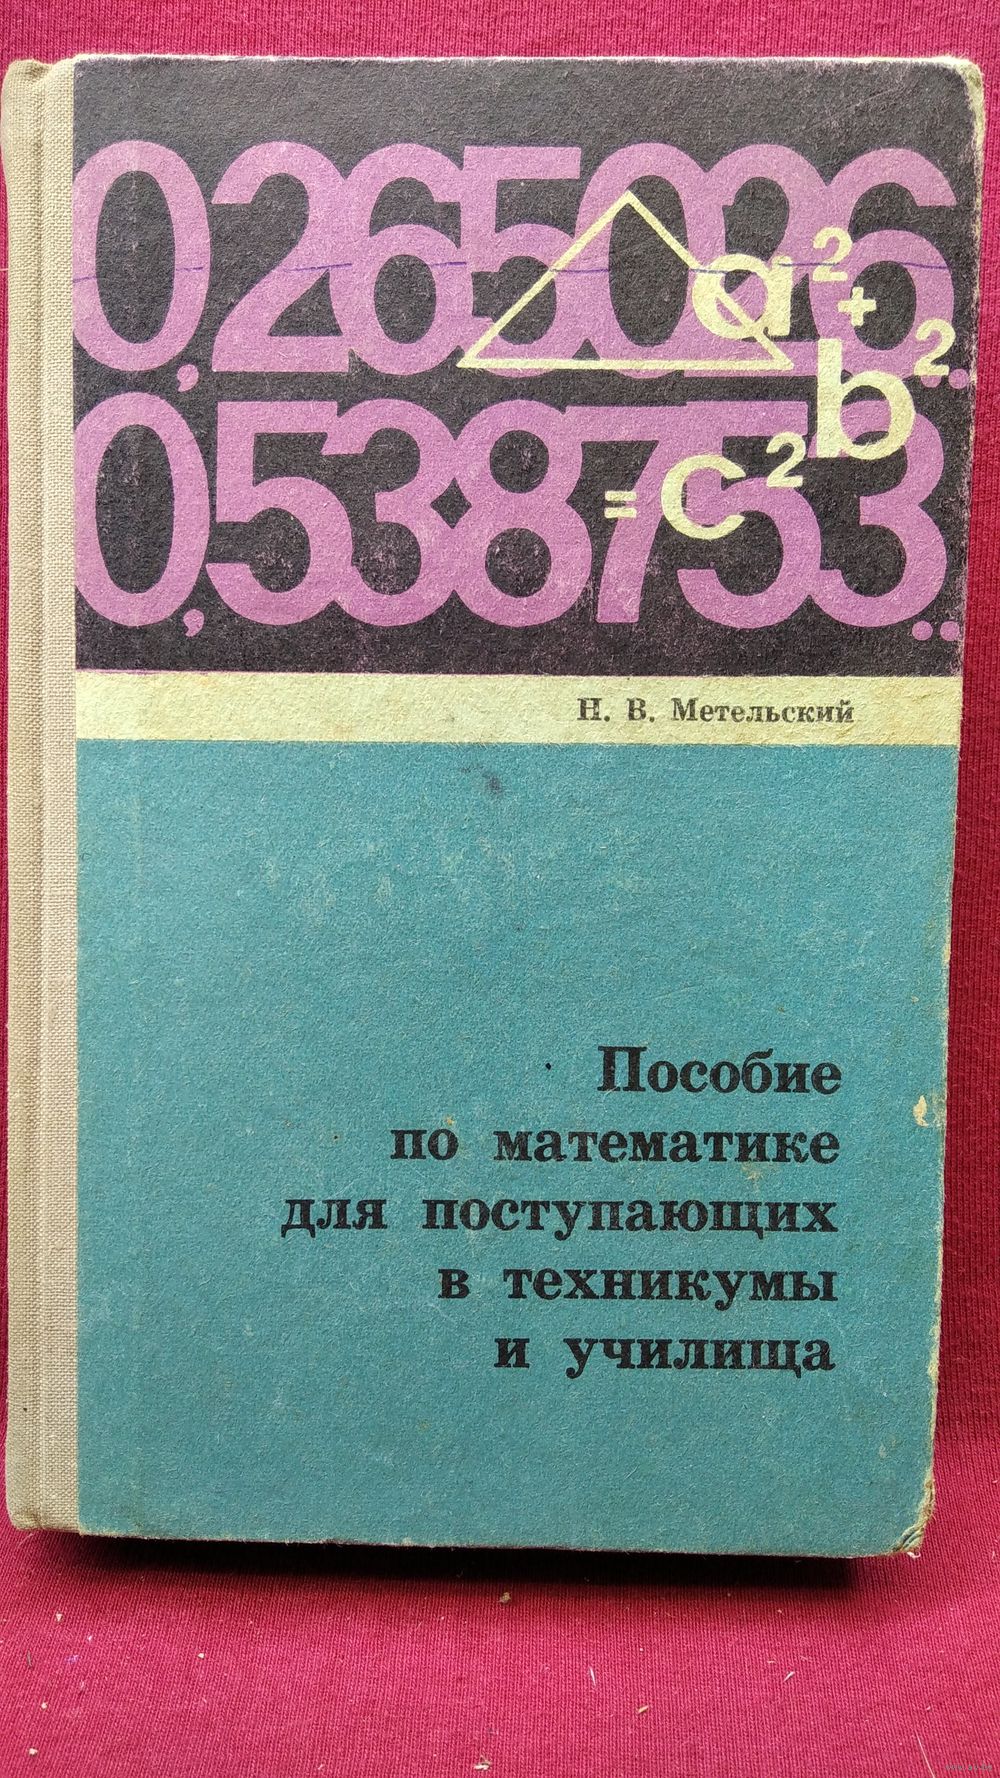 0,265026..
a²+
b²
=c²
0,538753..
Н. В. Метельский
Пособие
по математике
для поступающих
в техникумы
и училища